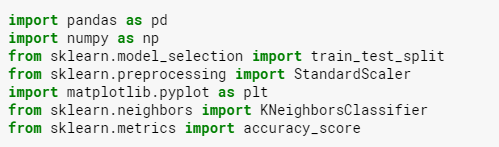 import pandas as pd
import numpy as np
from sklearn.model_selection import train_test_split
from sklearn.preprocessing import StandardScaler
import matplotlib.pyplot as plt
from sklearn.neighbors import KNeighborsClassifier
from sklearn.metrics import accuracy_score